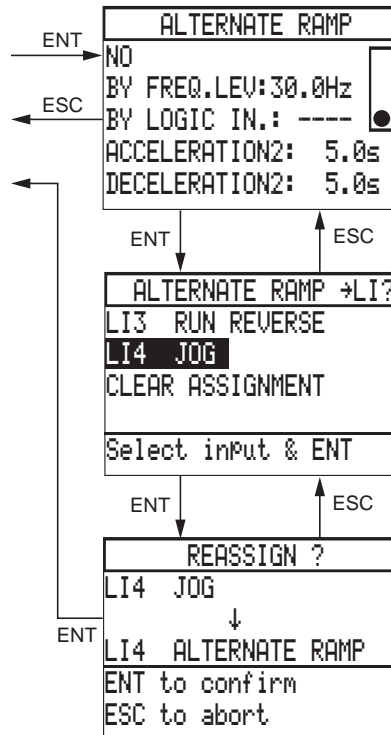 ALTERNATE RAMP
ENT
NO
BY FREQ.LEV:30.0Hz
ESC
BY LOGIC IN.: ----
ACCELERATION2: 5.0s
DECELERATION2: 5.0s
ENT
ESC
ALTERNATE RAMP →LI?
LI3 RUN REVERSE
LI4 JOG
CLEAR ASSIGNMENT
Select input & ENT
ENT
ESC
REASSIGN ?
LI4 JOG
↓
ENT
LI4 ALTERNATE RAMP
ENT to confirm
ESC to abort